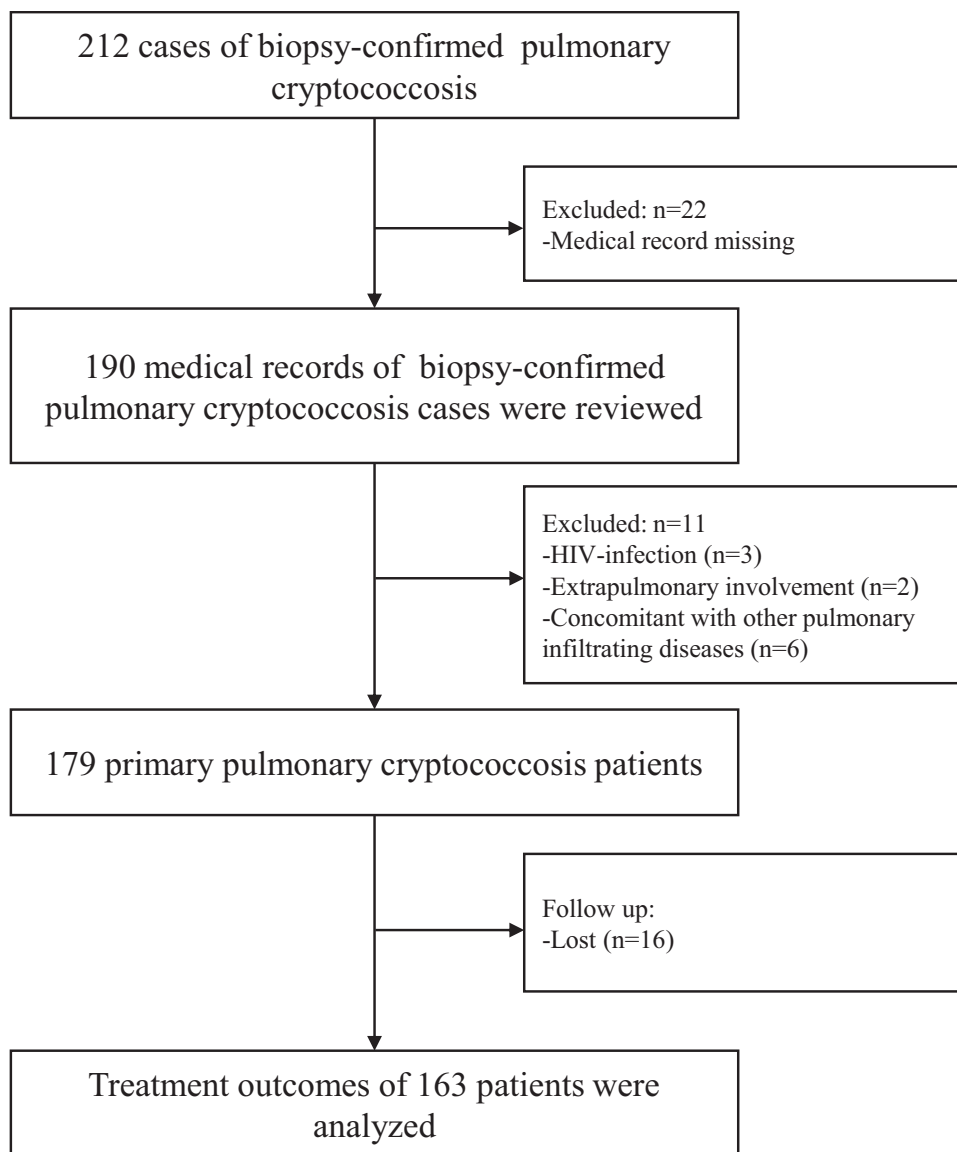 212 cases of biopsy-confirmed pulmonary
cryptococcosis
Excluded: n=22
-Medical record missing
190 medical records of biopsy-confirmed
pulmonary cryptococcosis cases were reviewed
Excluded: n=11
-HIV-infection (n=3)
-Extrapulmonary involvement (n=2)
-Concomitant with other pulmonary
infiltrating diseases (n=6)
179 primary pulmonary cryptococcosis patients
Follow up:
-Lost (n=16)
Treatment outcomes of 163 patients were
analyzed